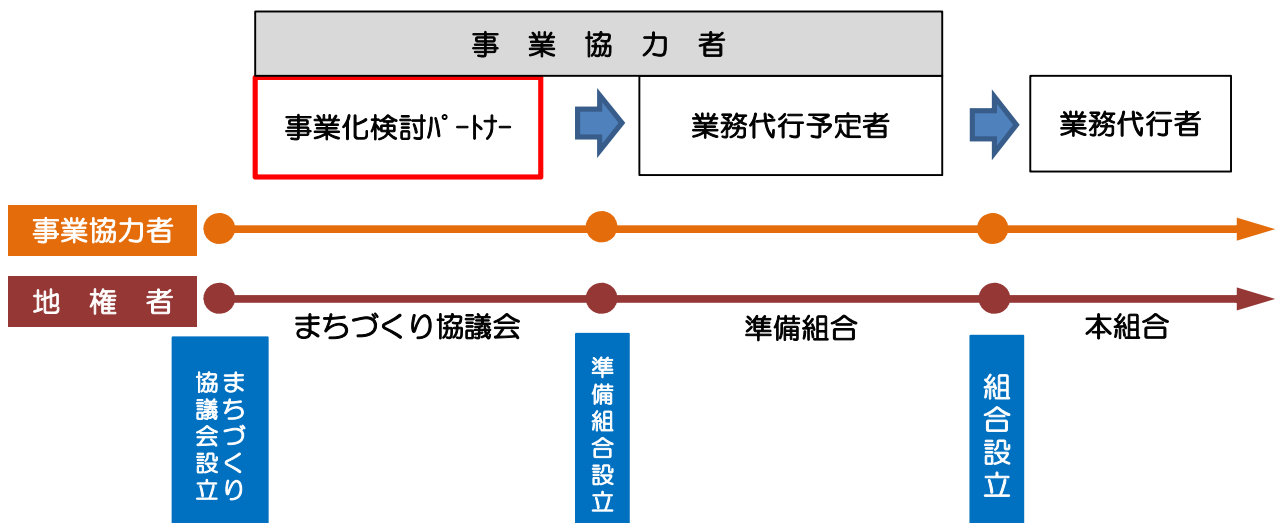 事 業 協 力 者
事業化検討ﾊﾟｰﾄﾅｰ
業務代行予定者
業務代行者
事業協力者
地 権 者
まちづくり協議会
準備組合
本組合
まちづくり
協議会設立
準備組合設立
組合設立